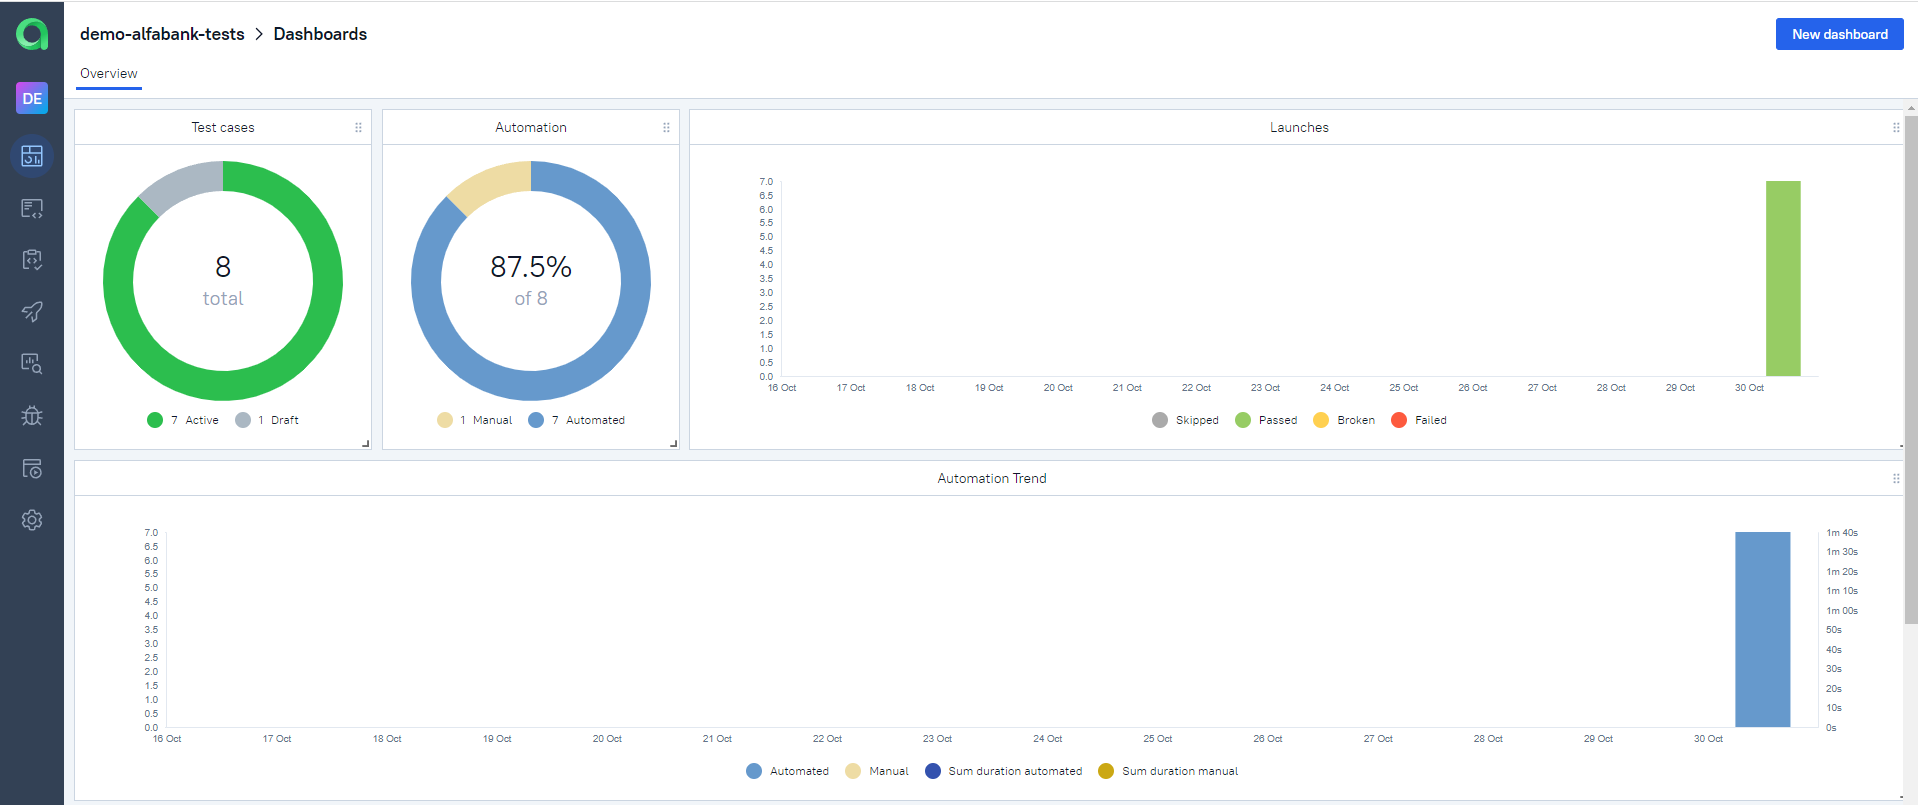 demo-alfabank-tests > Dashboards
New dashboard
Overview
DE
Test cases
8
total
7 Active
1 Draft
Automation
87.5%
of 8
1 Manual
7 Automated
Launches
7.0
6.5
6.0
5.5
5.0
4.5
4.0
3.5
3.0
2.5
2.0
1.5
1.0
0.5
0.0
16 Oct 17 Oct 18 Oct 19 Oct 20 Oct 21 Oct 22 Oct 23 Oct 24 Oct 25 Oct 26 Oct 27 Oct 28 Oct 29 Oct 30 Oct
Skipped Passed Broken Failed
Automation Trend
7.0
6.5
6.0
5.5
5.0
4.5
4.0
3.5
3.0
2.5
2.0
1.5
1.0
0.5
0.0
1m 40s
1m 30s
1m 20s
1m 10s
1m 00s
50s
40s
30s
20s
10s
0s
16 Oct 17 Oct 18 Oct 19 Oct 20 Oct 21 Oct 22 Oct 23 Oct 24 Oct 25 Oct 26 Oct 27 Oct 28 Oct 29 Oct 30 Oct
Automated Manual Sum duration automated Sum duration manual